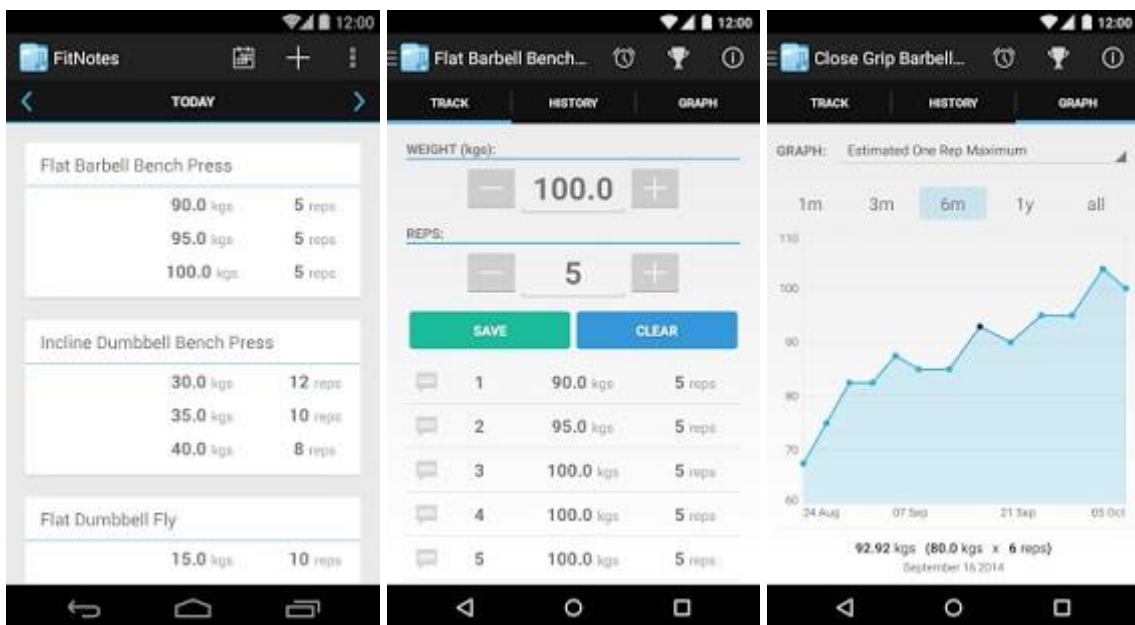 12:00
FitNotes
TODAY
Flat Barbell Bench Press
90.0 kgs 5 reps
95.0 kgs 5 reps
100.0 kgs 5 reps
Incline Dumbbell Bench Press
30.0 kgs 12 reps
35.0 kgs 10 reps
40.0 kgs 8 reps
Flat Dumbbell Fly
15.0 kgs 10 reps
12:00
Flat Barbell Bench...
TRACK HISTORY GRAPH
WEIGHT (kgs):
100.0
REPS:
5
SAVE CLEAR
1 90.0 kgs 5 reps
2 95.0 kgs 5 reps
3 100.0 kgs 5 reps
4 100.0 kgs 5 reps
5 100.0 kgs 5 reps
12:00
Close Grip Barbell...
TRACK HISTORY GRAPH
GRAPH: Estimated One Rep Maximum
1m 3m 6m 1y all
110
100
90
80
70
60
24 Aug 07 Sep 21 Sep 05 Oct
92.92 kgs (80.0 kgs x 6 reps)
September 16 2014